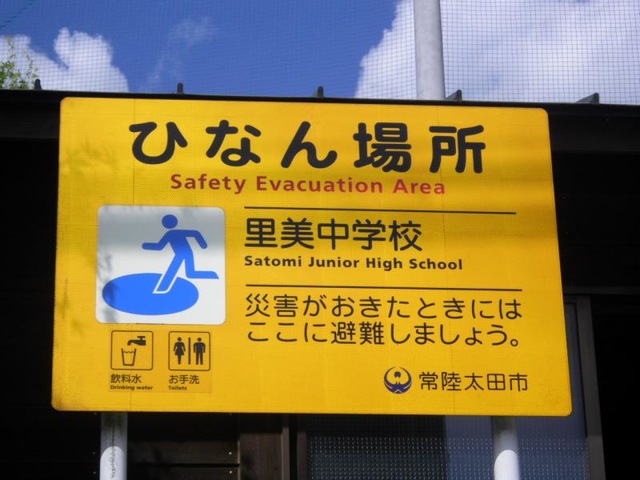 ひなん場所
Safety Evacuation Area
里美中学校
Satomi Junior High School
災害がおきたときには
ここに避難しましょう。
飲料水
Drinking water
お手洗
Toilets
常陸太田市